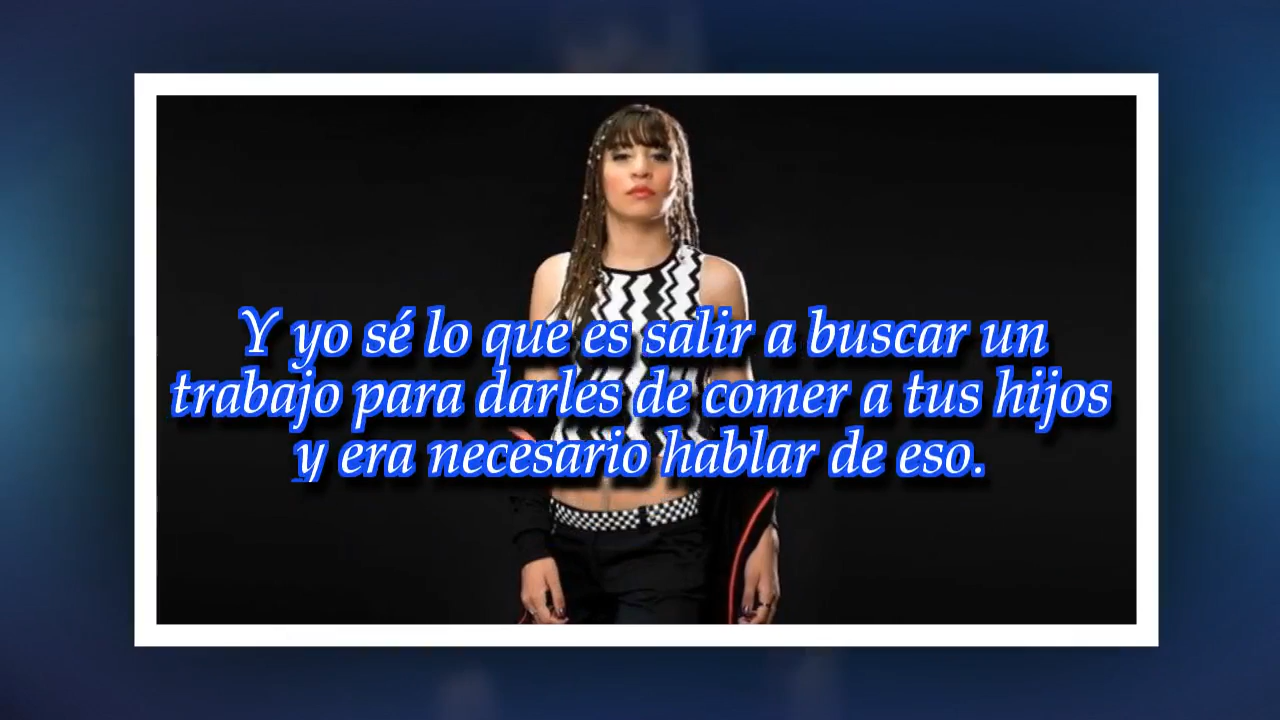 Y yo sé lo que es salir a buscar un
trabajo para darles de comer a tus hijos
y era necesario hablar de eso.